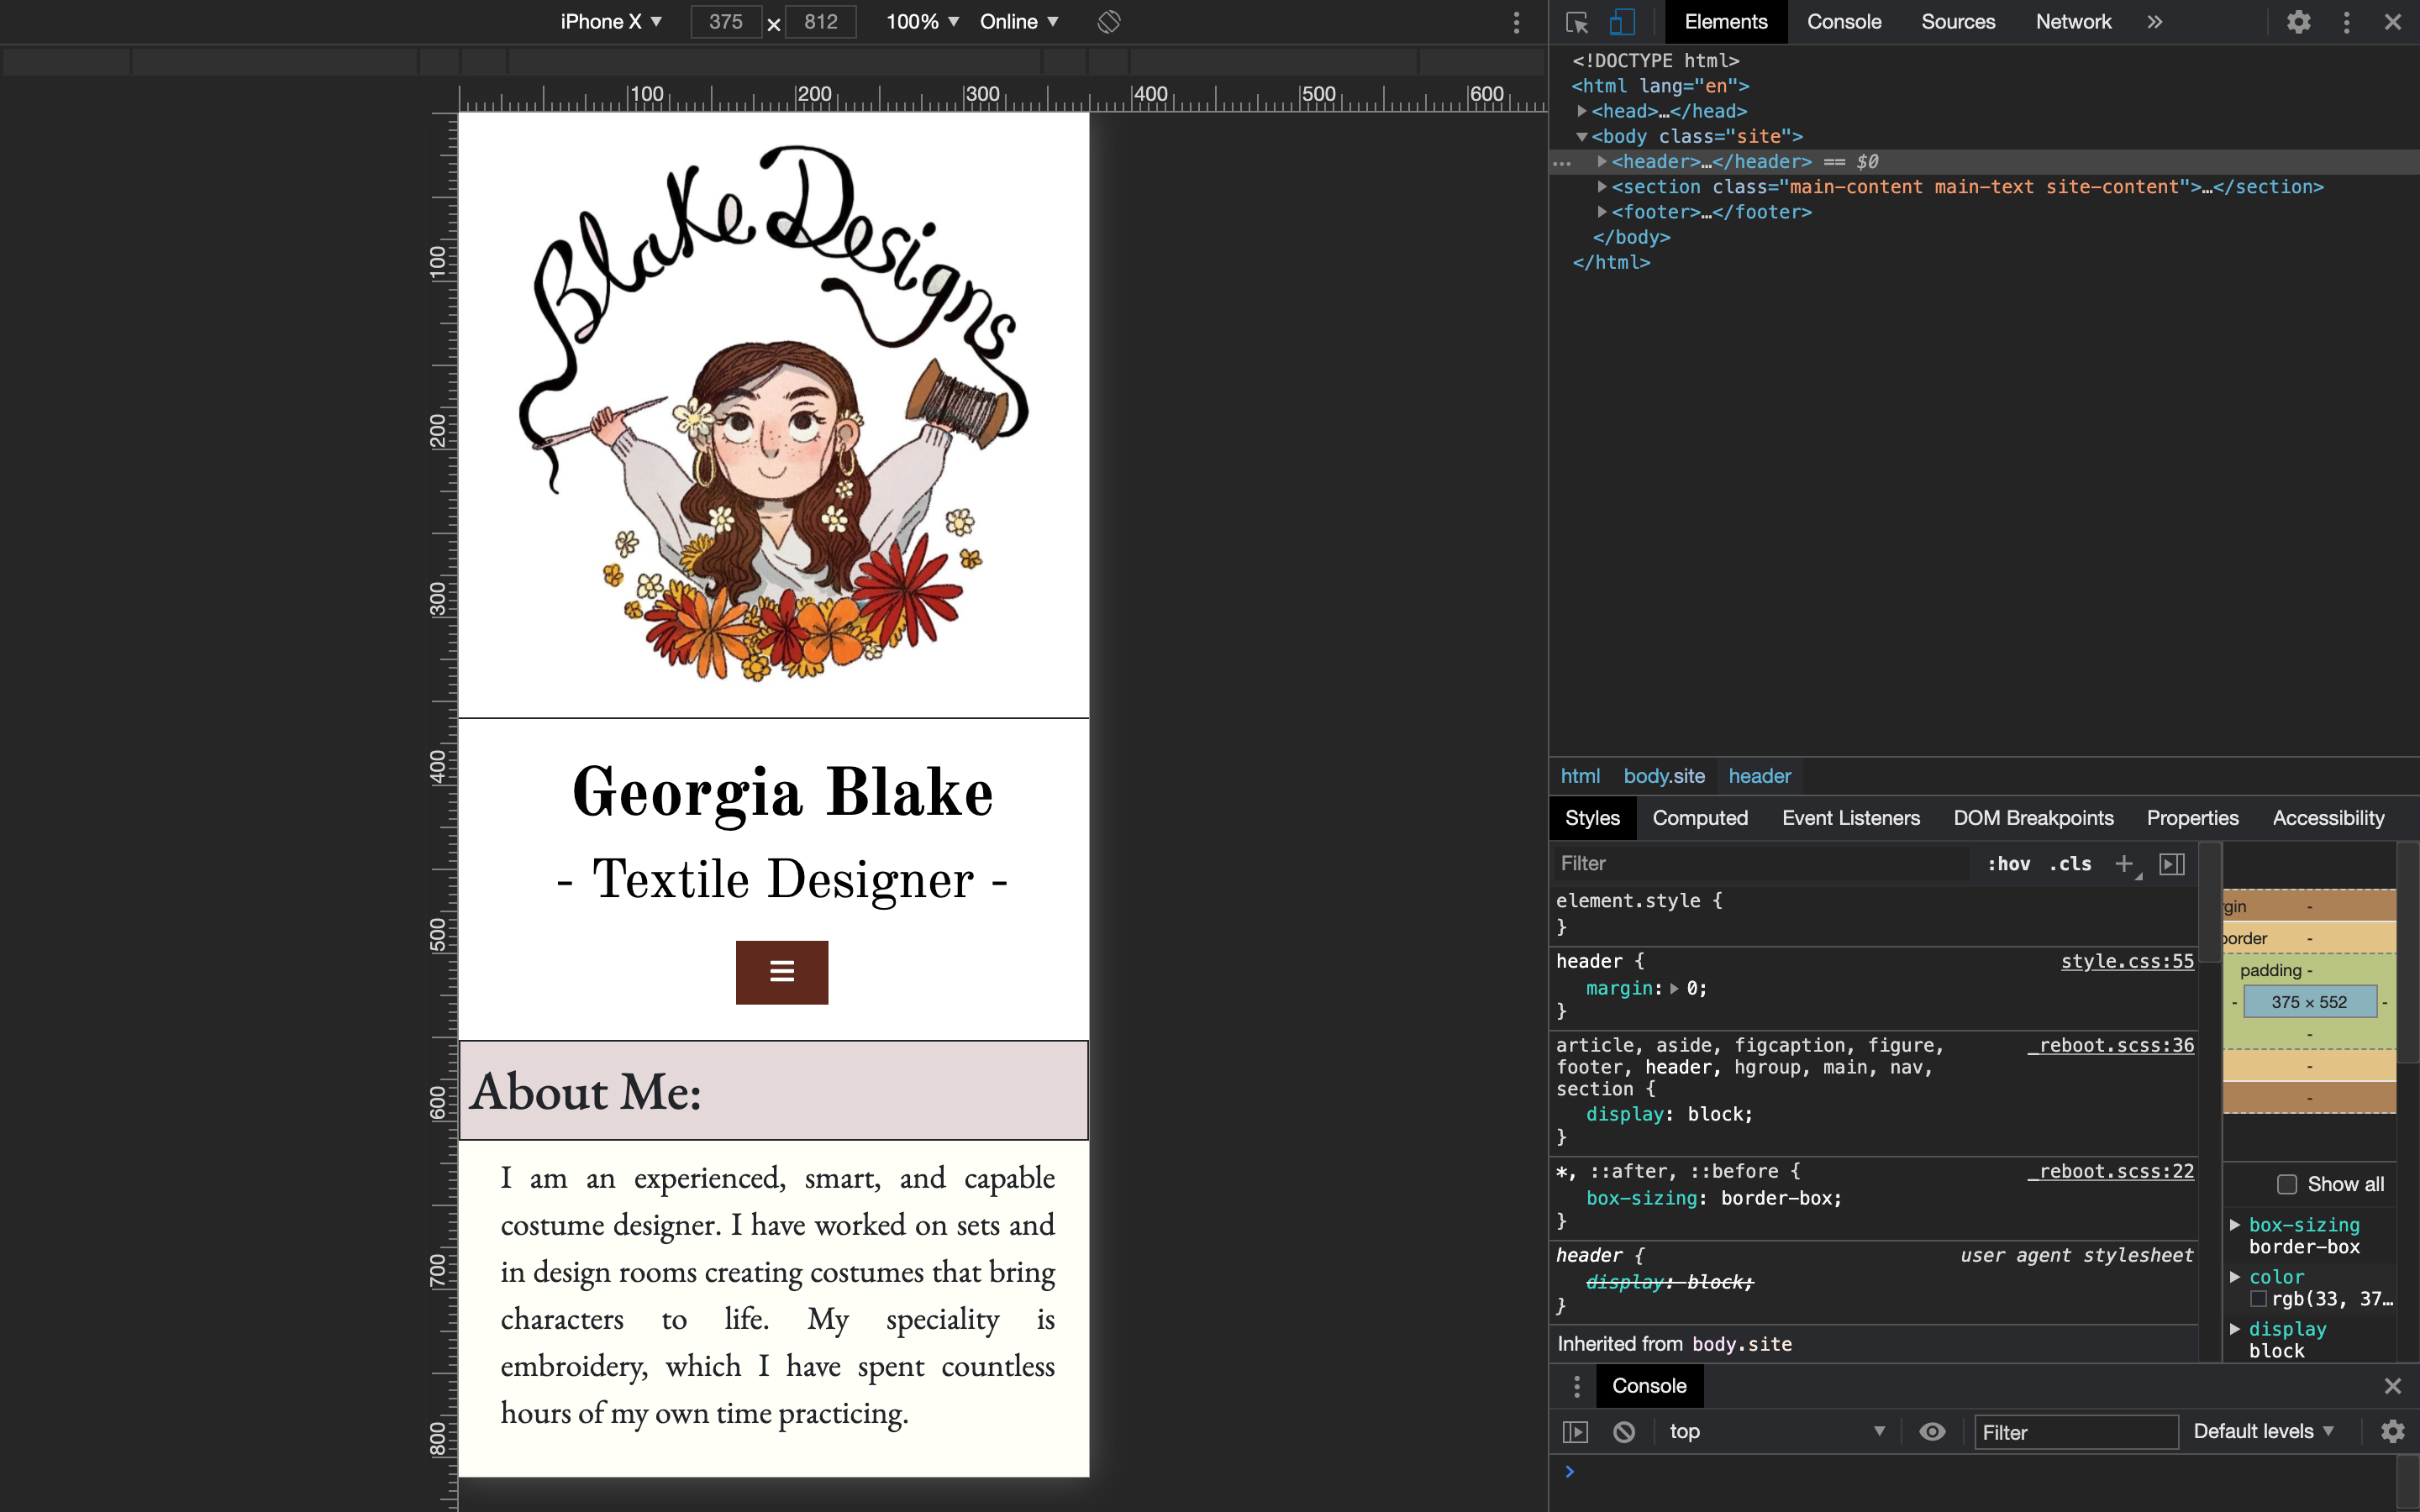 iPhone X ▼ 375 × 812 100% ▼ Online ▼
100 200 300 400 500 600
100
200
300
400
500
600
700
800
Blake Designs
Georgia Blake
- Textile Designer -
About Me:
I am an experienced, smart, and capable
costume designer. I have worked on sets and
in design rooms creating costumes that bring
characters to life. My speciality is
embroidery, which I have spent countless
hours of my own time practicing.
Elements Console Sources Network »
<!DOCTYPE html>
<html lang="en">
<head>…</head>
<body class="site">
… <header>…</header> == $0
<section class="main-content main-text site-content">…</section>
<footer>…</footer>
</body>
</html>
html body.site header
Styles Computed Event Listeners DOM Breakpoints Properties Accessibility
Filter :hov .cls +
element.style {
}
header { style.css:55
margin: 0;
}
article, aside, figcaption, figure, _reboot.scss:36
footer, header, hgroup, main, nav,
section {
display: block;
}
*, ::after, ::before { _reboot.scss:22
box-sizing: border-box;
}
header { user agent stylesheet
display: block;
}
Inherited from body.site
rgin -
border -
padding -
- 375 × 552 -
-
-
-
Show all
box-sizing
border-box
color
rgb(33, 37…
display
block
Console
top ▼ Filter Default levels ▼